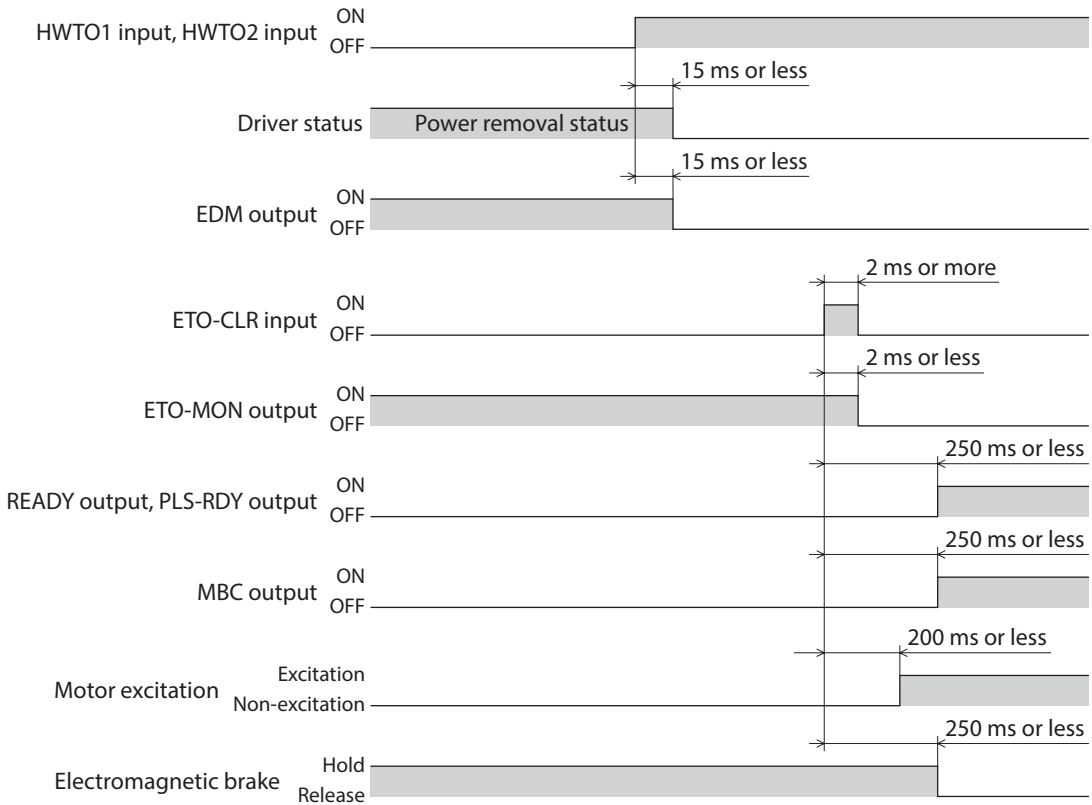 HWTO1 input, HWTO2 input
ON
OFF
15 ms or less
Driver status
Power removal status
15 ms or less
EDM output
ON
OFF
2 ms or more
ETO-CLR input
ON
OFF
2 ms or less
ETO-MON output
ON
OFF
250 ms or less
READY output, PLS-RDY output
ON
OFF
250 ms or less
MBC output
ON
OFF
200 ms or less
Motor excitation
Excitation
Non-excitation
250 ms or less
Electromagnetic brake
Hold
Release